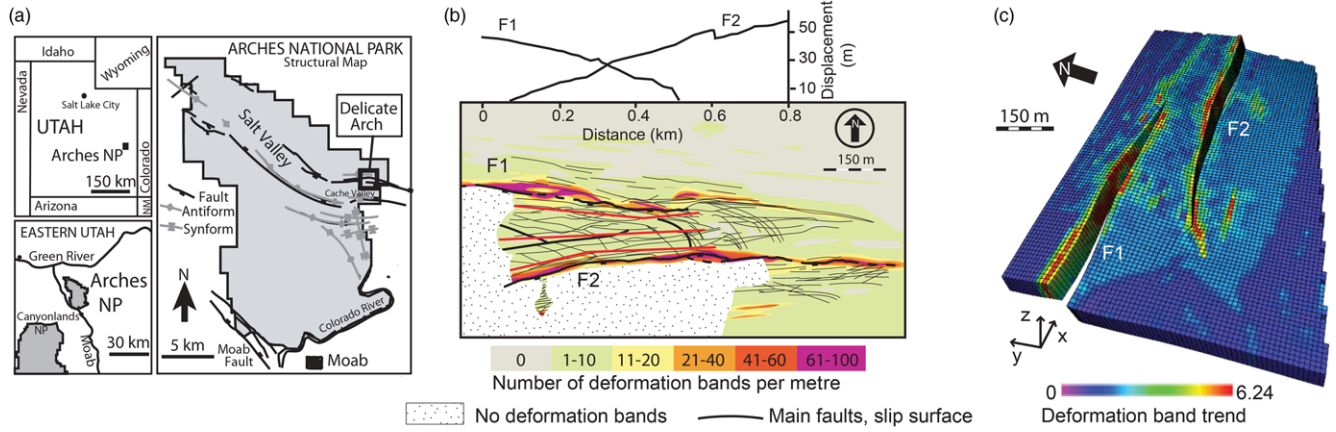 (a)
Idaho
Wyoming
Nevada
Salt Lake City
UTAH
Arches NP
150 km
Colorado
Arizona
NM
EASTERN UTAH
Green River
Arches
NP
Canyonlands
NP
Moab
30 km
ARCHES NATIONAL PARK
Structural Map
Delicate
Arch
Salt Valley
Cache Valley
Fault
Antiform
Synform
N
5 km
Moab
Fault
Colorado River
Moab
(b)
F1
F2
50
30
10
Displacement
(m)
0
0.2
0.4
0.6
0.8
Distance (km)
N
150 m
F1
F2
0
1-10
11-20
21-40
41-60
61-100
Number of deformation bands per metre
No deformation bands
Main faults, slip surface
(c)
N
150 m
F2
F1
z
x
y
0
6.24
Deformation band trend